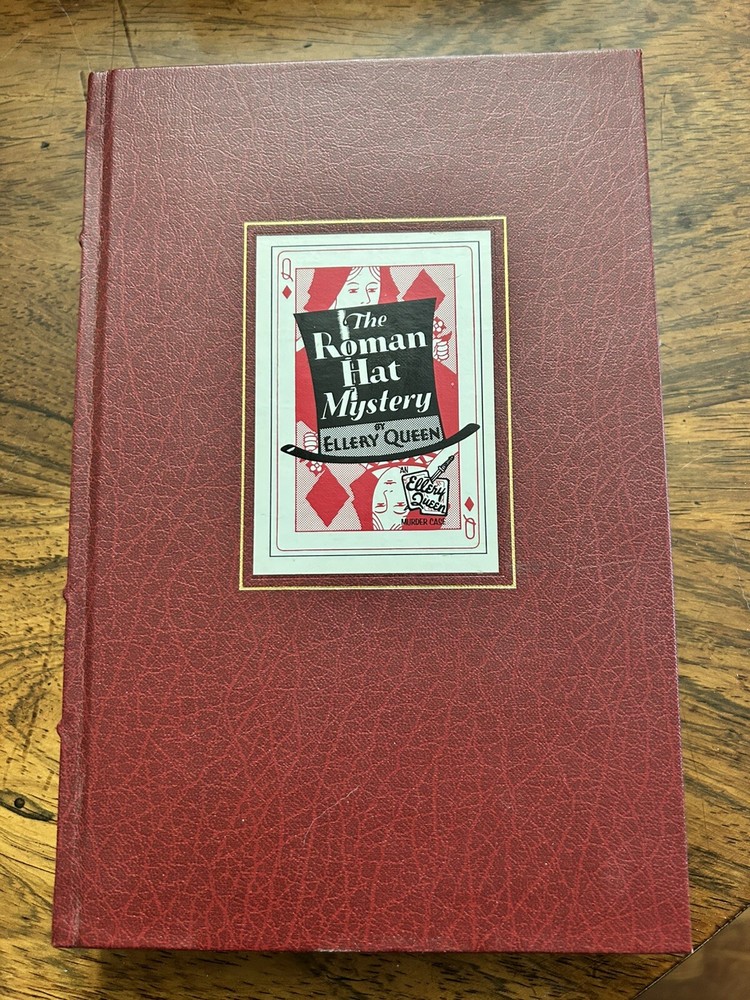 Q
The
Roman
Hat
Mystery
BY
ELLERY QUEEN
AN
Ellery
Queen
MURDER CASE
Q